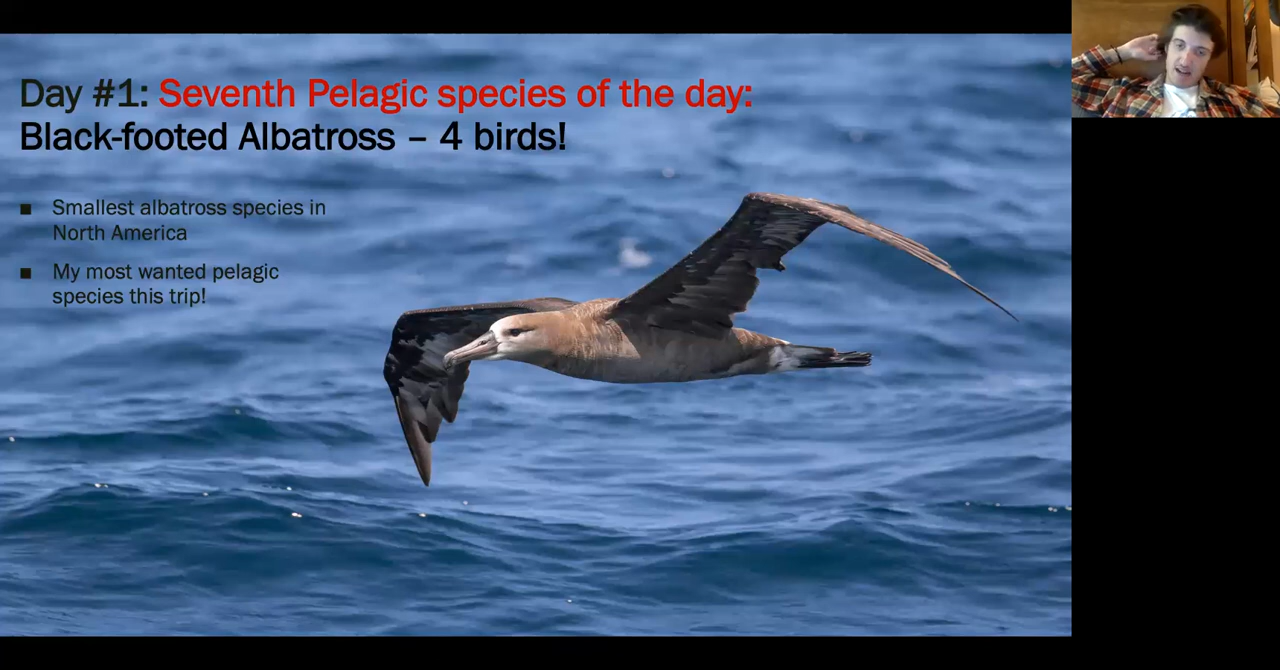 Day #1: Seventh Pelagic species of the day:
Black-footed Albatross – 4 birds!
■ Smallest albatross species in
North America
■ My most wanted pelagic
species this trip!